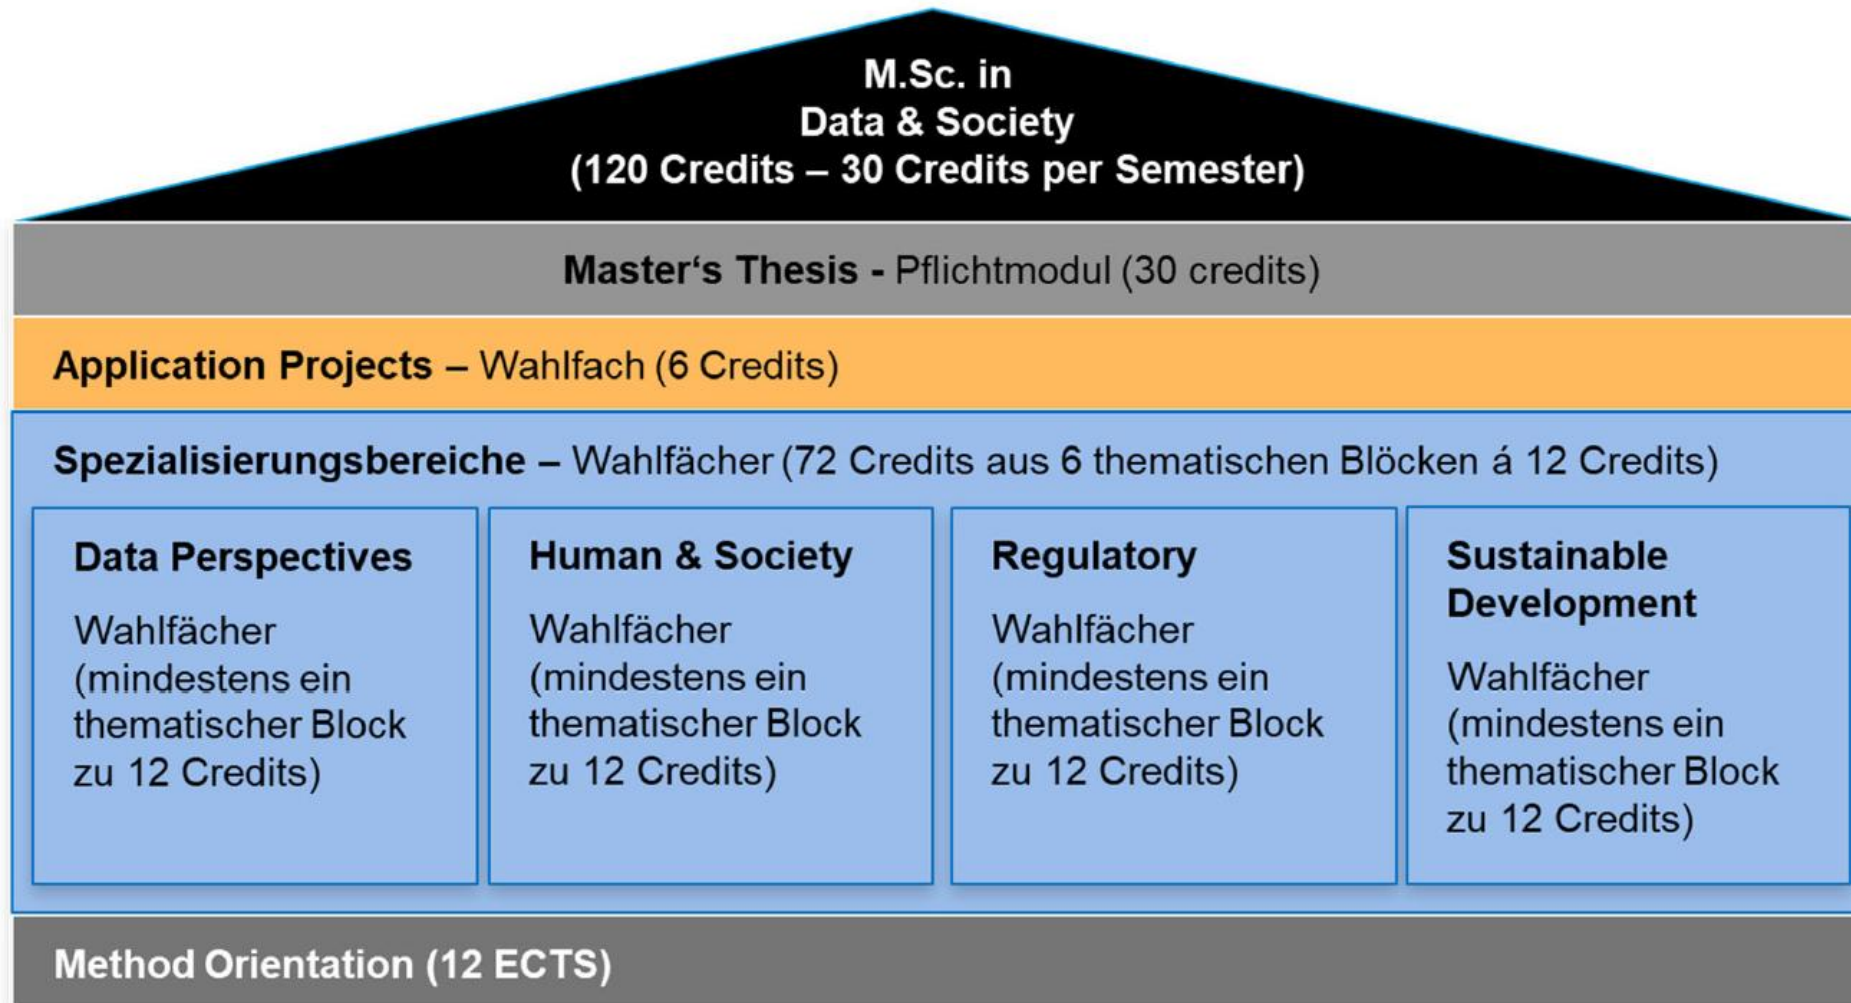 M.Sc. in
Data & Society
(120 Credits – 30 Credits per Semester)
Master‘s Thesis - Pflichtmodul (30 credits)
Application Projects – Wahlfach (6 Credits)
Spezialisierungsbereiche – Wahlfächer (72 Credits aus 6 thematischen Blöcken á 12 Credits)
Data Perspectives
Wahlfächer
(mindestens ein
thematischer Block
zu 12 Credits)
Human & Society
Wahlfächer
(mindestens ein
thematischer Block
zu 12 Credits)
Regulatory
Wahlfächer
(mindestens ein
thematischer Block
zu 12 Credits)
Sustainable
Development
Wahlfächer
(mindestens ein
thematischer Block
zu 12 Credits)
Method Orientation (12 ECTS)